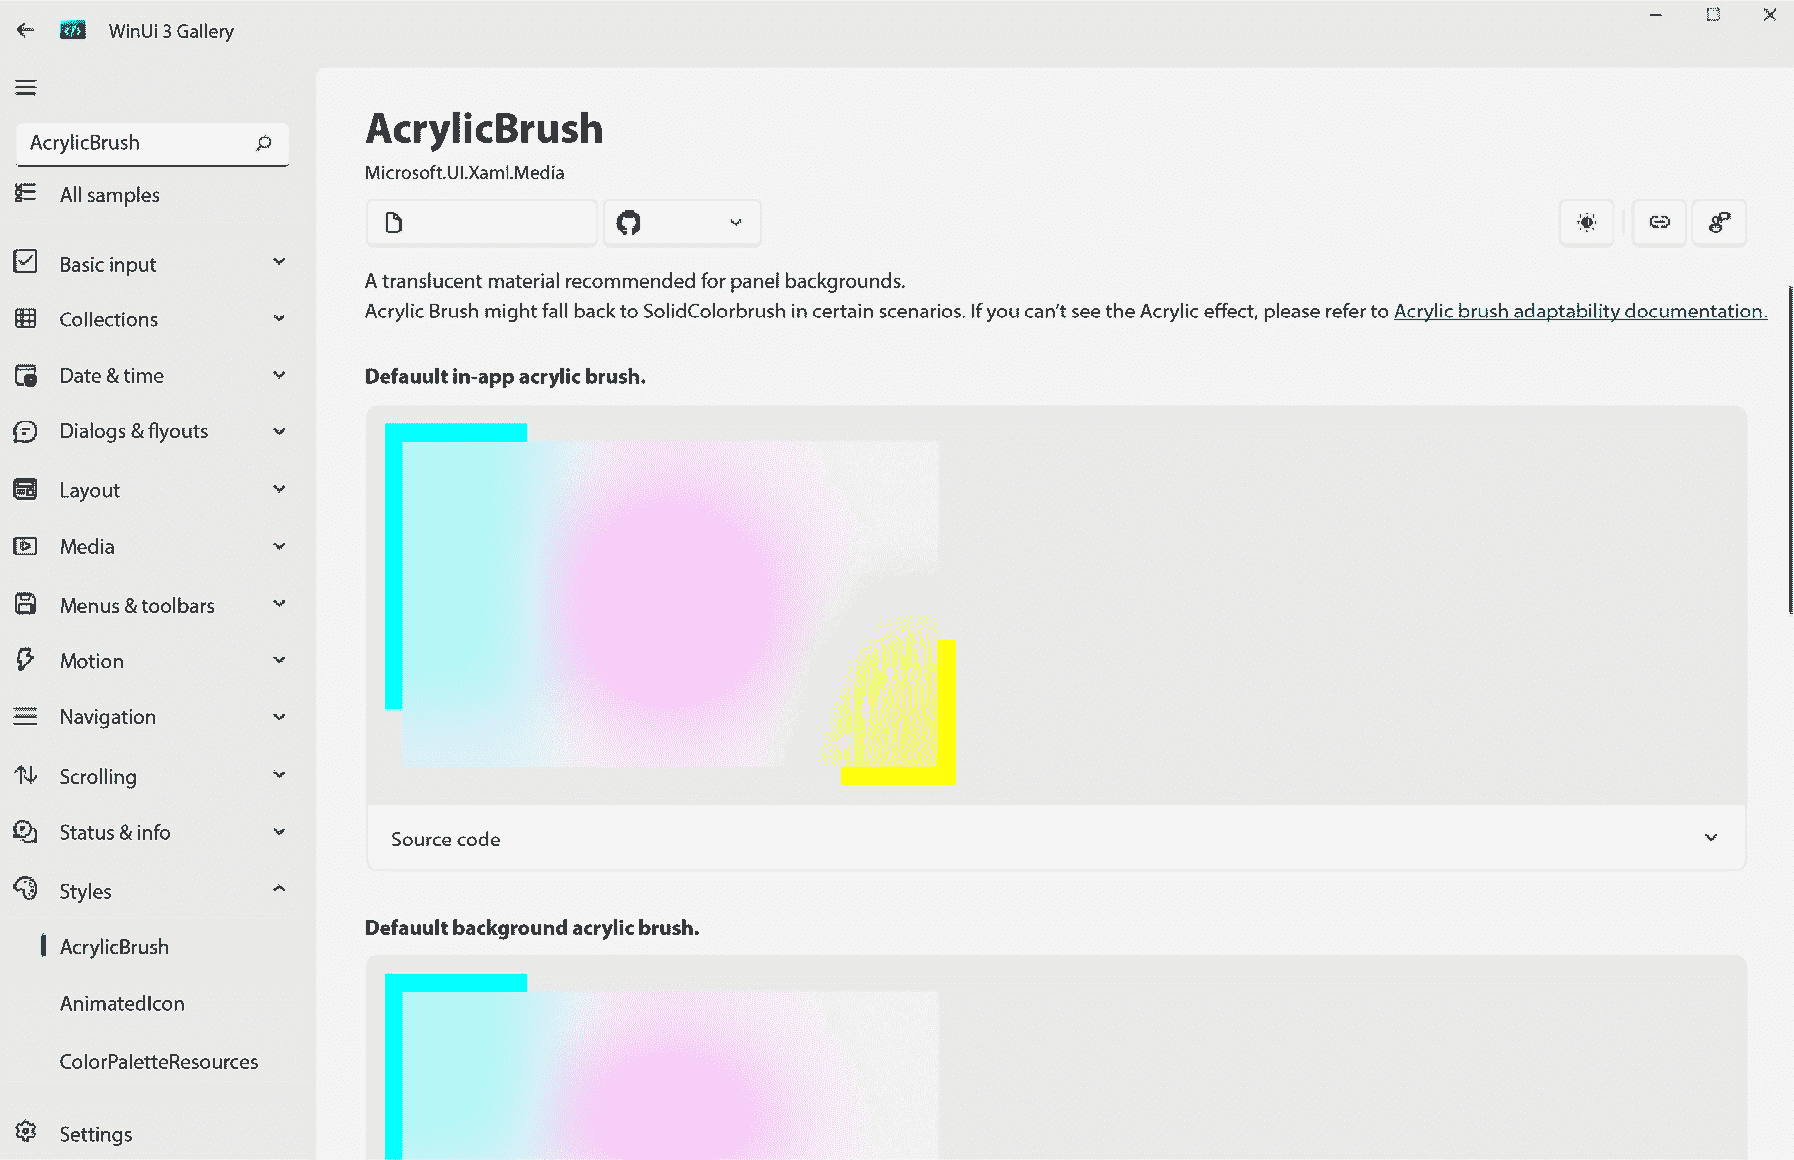 WinUi 3 Gallery
AcrylicBrush
All samples
Basic input
Collections
Date & time
Dialogs & flyouts
Layout
Media
Menus & toolbars
Motion
Navigation
Scrolling
Status & info
Styles
AcrylicBrush
AnimatedIcon
ColorPaletteResources
Settings
AcrylicBrush
Microsoft.UI.Xaml.Media
A translucent material recommended for panel backgrounds.
Acrylic Brush might fall back to SolidColorbrush in certain scenarios. If you can’t see the Acrylic effect, please refer to Acrylic brush adaptability documentation.
Defauult in-app acrylic brush.
Source code
Defauult background acrylic brush.